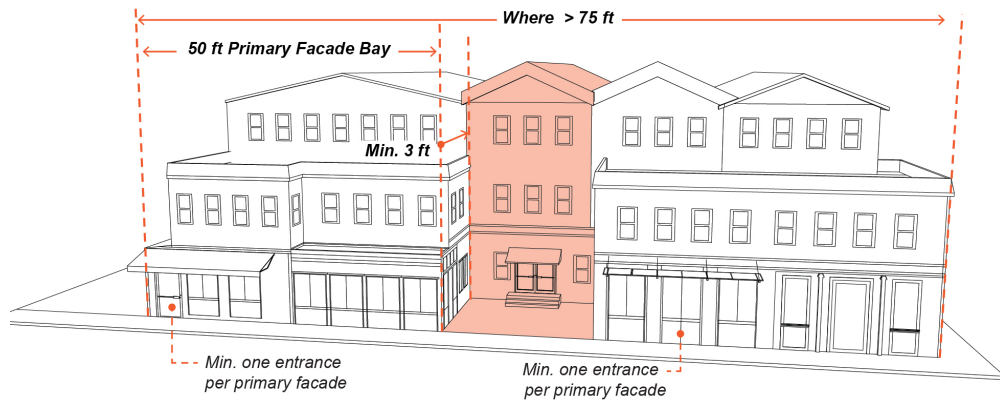 Where > 75 ft
50 ft Primary Facade Bay
Min. 3 ft
Min. one entrance
per primary facade
Min. one entrance
per primary facade